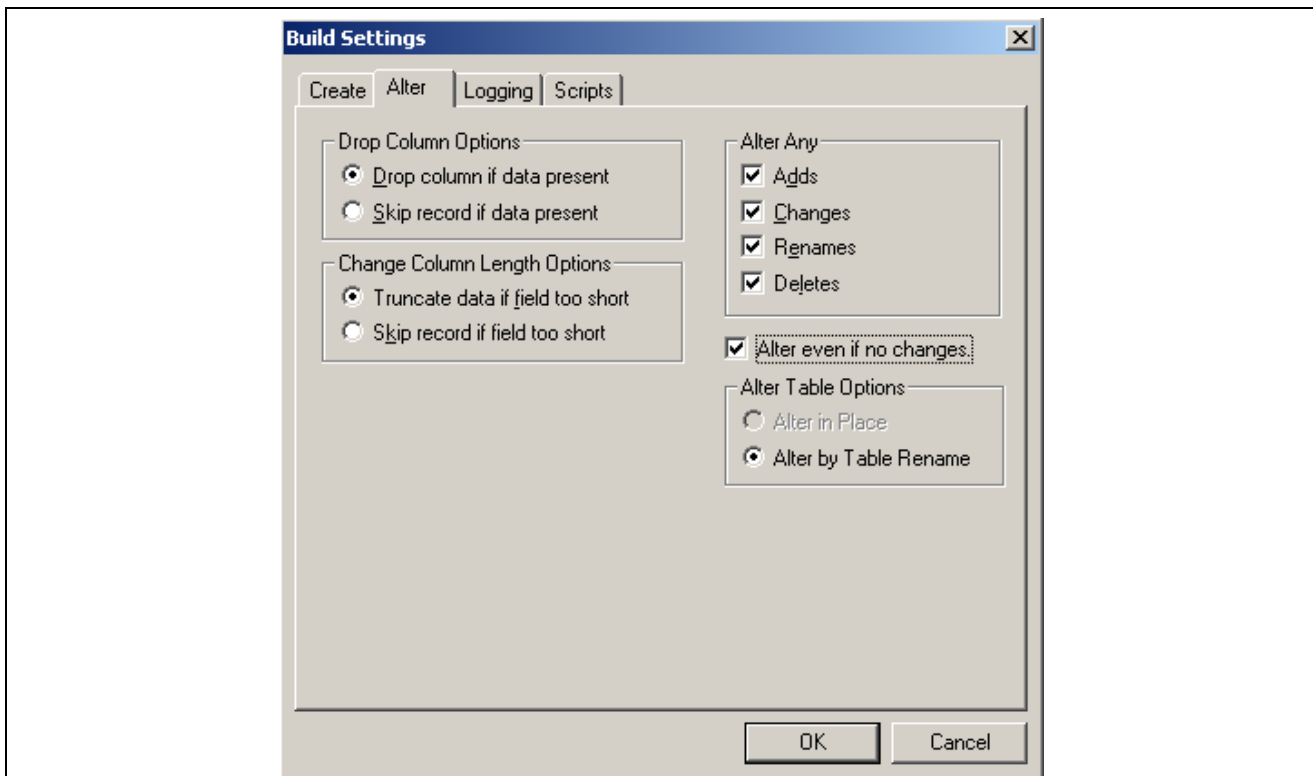 Build Settings
Create Alter Logging Scripts
Drop Column Options
Drop column if data present
Skip record if data present
Change Column Length Options
Truncate data if field too short
Skip record if field too short
Alter Any
Adds
Changes
Renames
Deletes
Alter even if no changes.
Alter Table Options
Alter in Place
Alter by Table Rename
OK Cancel